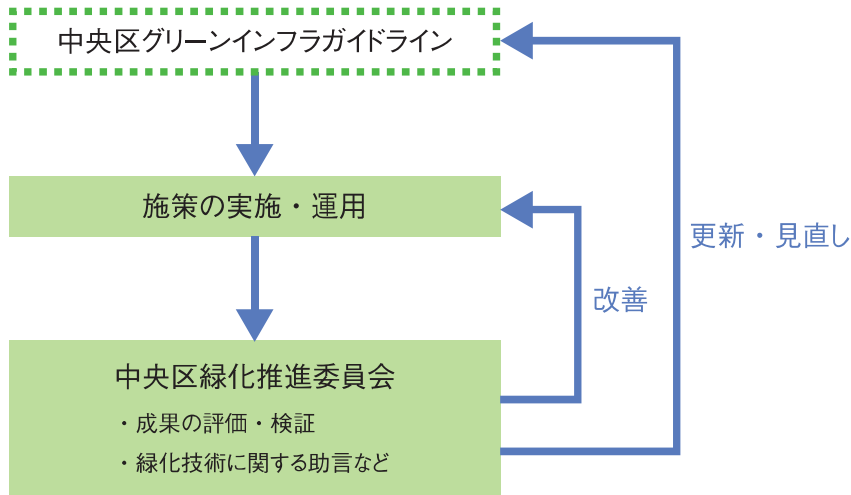 中央区グリーンインフラガイドライン
施策の実施・運用
更新・見直し
改善
中央区緑化推進委員会
・成果の評価・検証
・緑化技術に関する助言など